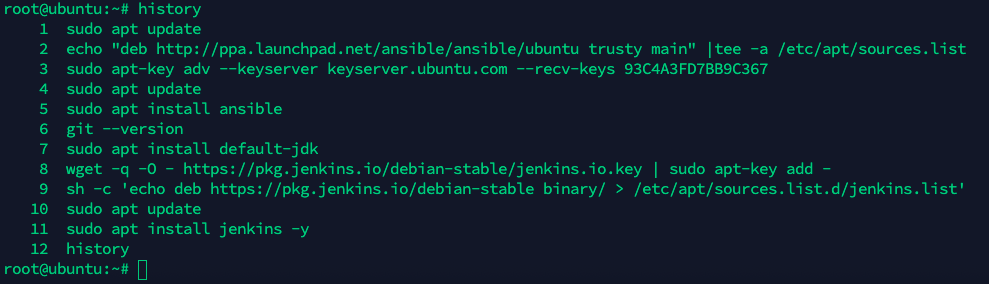 root@ubuntu:~# history
1 sudo apt update
2 echo "deb http://ppa.launchpad.net/ansible/ansible/ubuntu trusty main" |tee -a /etc/apt/sources.list
3 sudo apt-key adv --keyserver keyserver.ubuntu.com --recv-keys 93C4A3FD7BB9C367
4 sudo apt update
5 sudo apt install ansible
6 git --version
7 sudo apt install default-jdk
8 wget -q -O - https://pkg.jenkins.io/debian-stable/jenkins.io.key | sudo apt-key add -
9 sh -c 'echo deb https://pkg.jenkins.io/debian-stable binary/ > /etc/apt/sources.list.d/jenkins.list'
10 sudo apt update
11 sudo apt install jenkins -y
12 history
root@ubuntu:~#